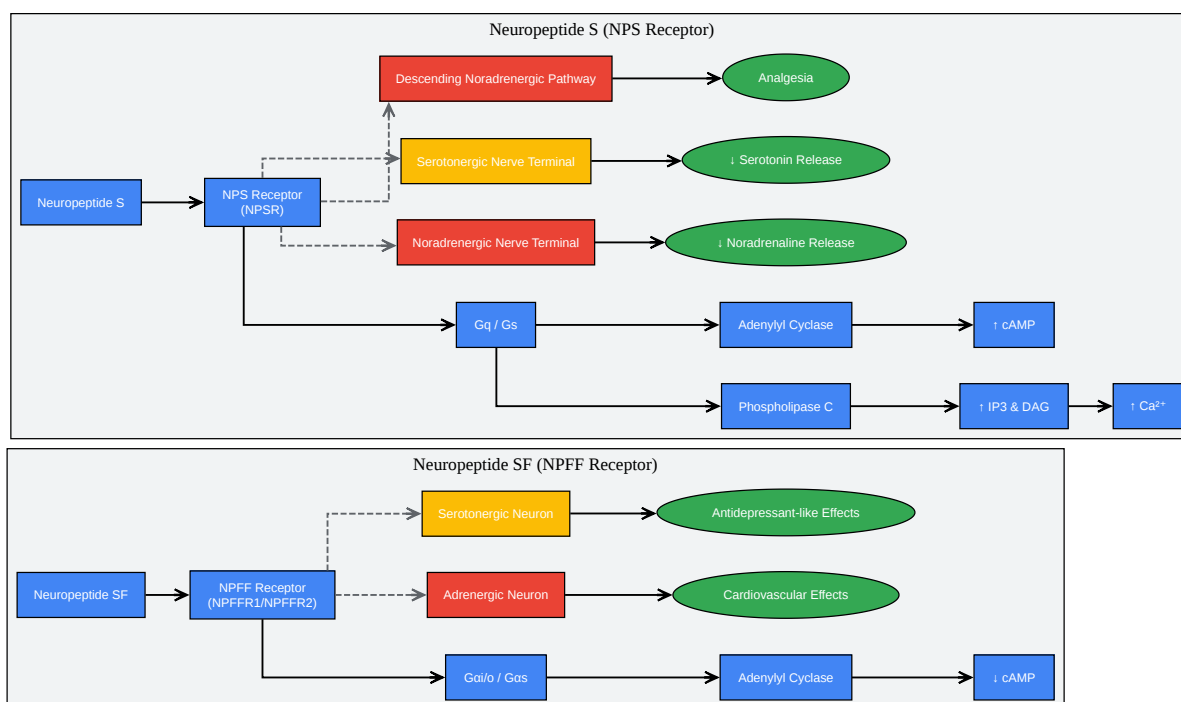 Neuropeptide S (NPS Receptor)
Descending Noradrenergic Pathway
Analgesia
Serotonergic Nerve Terminal
↓ Serotonin Release
Neuropeptide S
NPS Receptor
(NPSR)
Noradrenergic Nerve Terminal
↓ Noradrenaline Release
Gq / Gs
Adenylyl Cyclase
↑ cAMP
Phospholipase C
↑ IP3 & DAG
↑ Ca²⁺
Neuropeptide SF (NPFF Receptor)
Serotonergic Neuron
Antidepressant-like Effects
Neuropeptide SF
NPFF Receptor
(NPFFR1/NPFFR2)
Adrenergic Neuron
Cardiovascular Effects
Gαi/o / Gαs
Adenylyl Cyclase
↓ cAMP